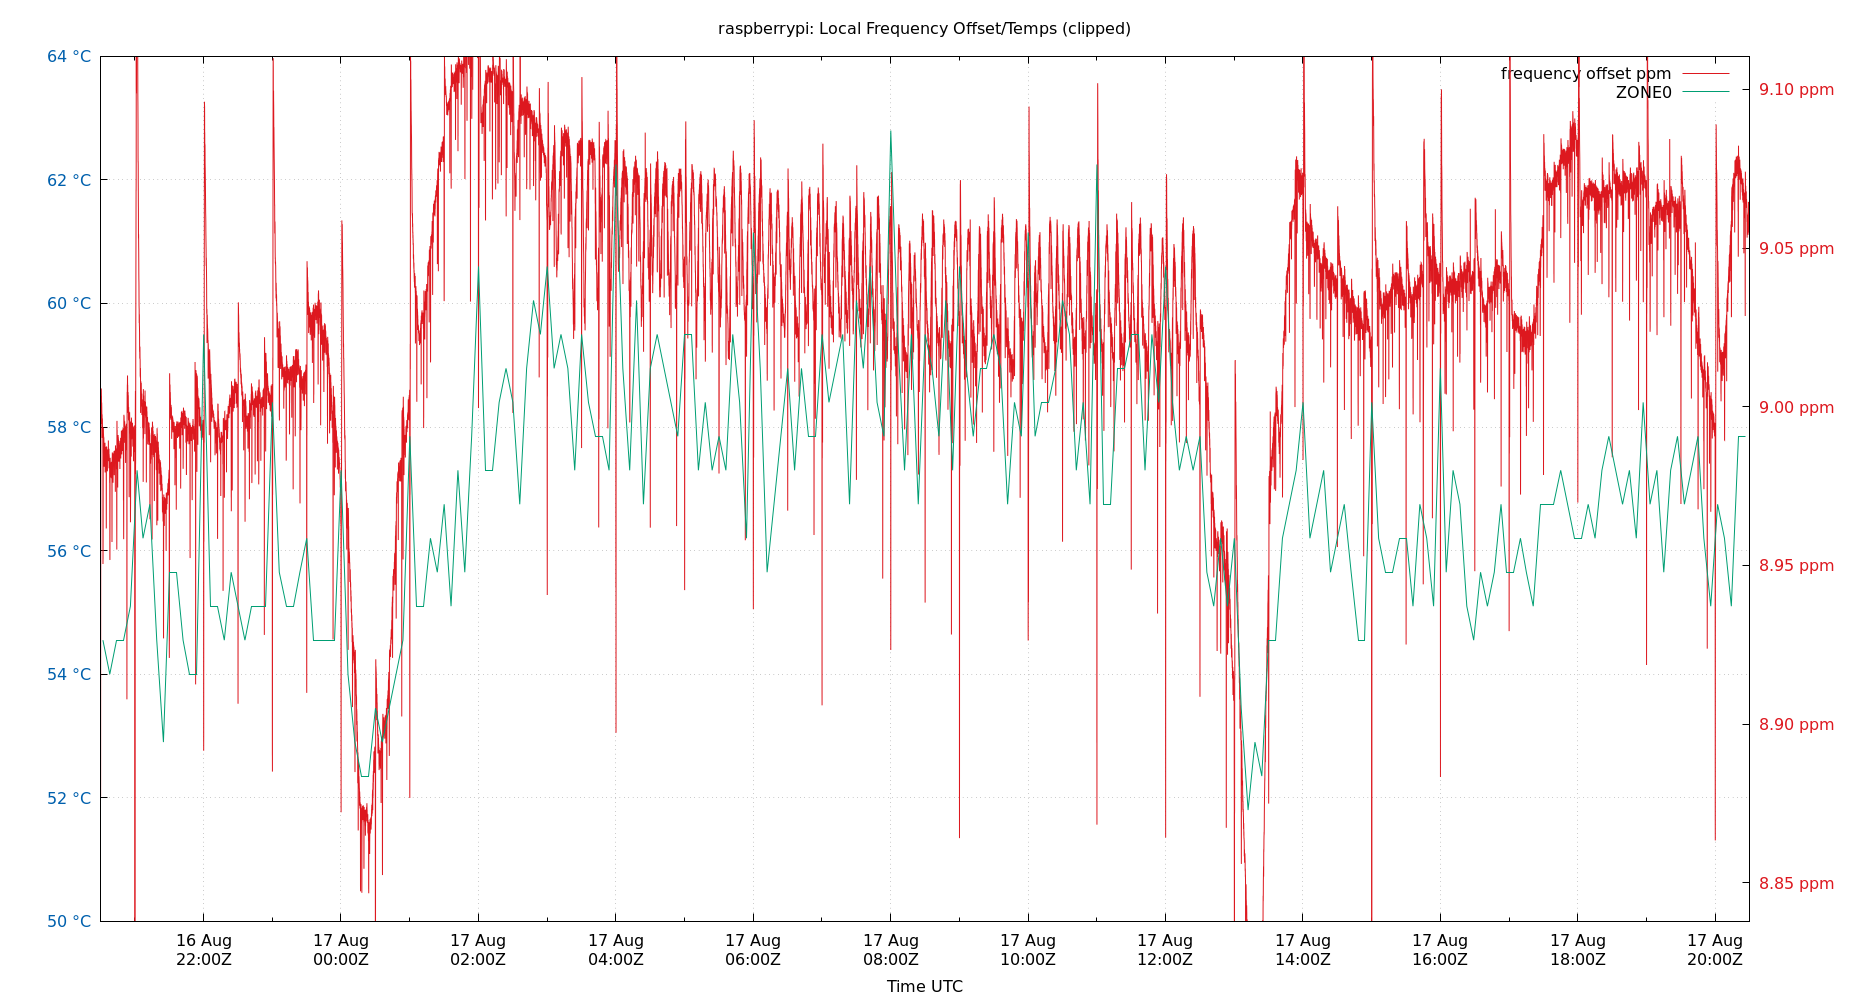 raspberrypi: Local Frequency Offset/Temps (clipped)
64 °C
62 °C
60 °C
58 °C
56 °C
54 °C
52 °C
50 °C
frequency offset ppm
ZONE0
9.10 ppm
9.05 ppm
9.00 ppm
8.95 ppm
8.90 ppm
8.85 ppm
16 Aug 17 Aug 17 Aug 17 Aug 17 Aug 17 Aug 17 Aug 17 Aug 17 Aug 17 Aug 17 Aug 17 Aug
22:00Z 00:00Z 02:00Z 04:00Z 06:00Z 08:00Z 10:00Z 12:00Z 14:00Z 16:00Z 18:00Z 20:00Z
Time UTC